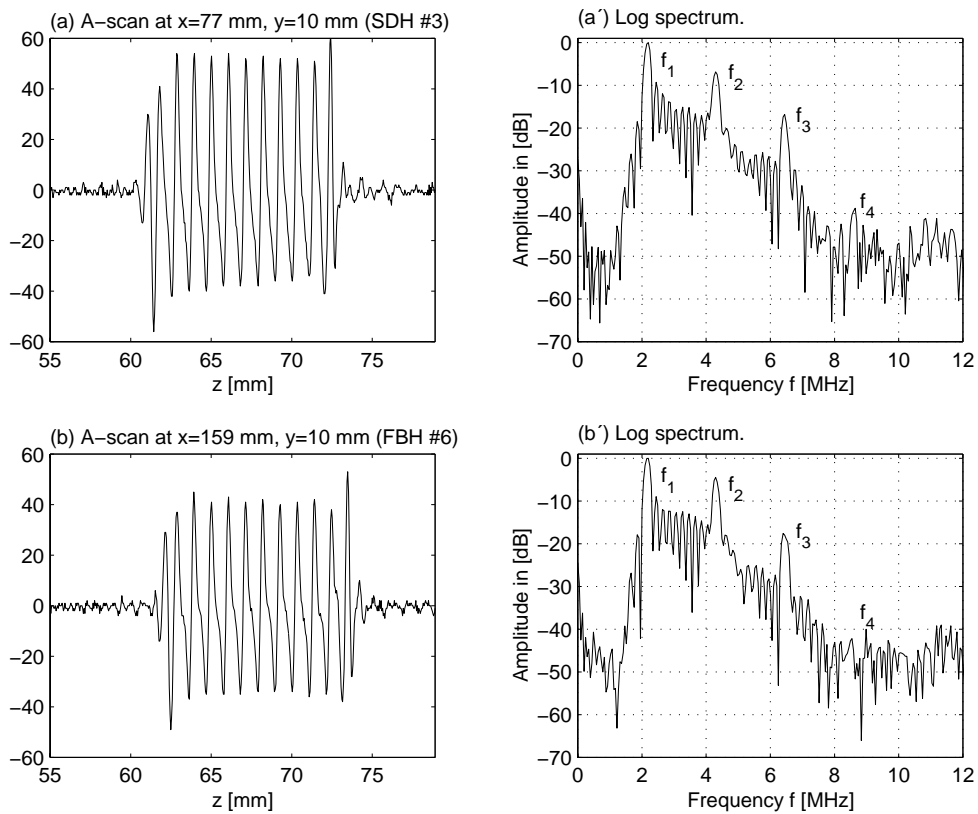 (a) A−scan at x=77 mm, y=10 mm (SDH #3)
60
40
20
0
−20
−40
−60
55 60 65 70 75
z [mm]
(a´) Log spectrum.
0
−10
−20
−30
−40
−50
−60
−70
Amplitude in [dB]
f1
f2
f3
f4
0 2 4 6 8 10 12
Frequency f [MHz]
(b) A−scan at x=159 mm, y=10 mm (FBH #6)
60
40
20
0
−20
−40
−60
55 60 65 70 75
z [mm]
(b´) Log spectrum.
0
−10
−20
−30
−40
−50
−60
−70
Amplitude in [dB]
f1
f2
f3
f4
0 2 4 6 8 10 12
Frequency f [MHz]